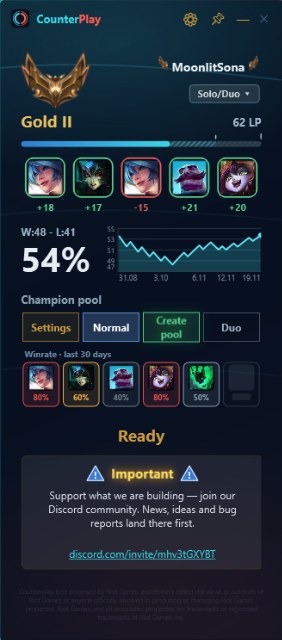 CounterPlay
MoonlitSona
Solo/Duo
Gold II
62 LP
+18
+17
-15
+21
+20
W:48 - L:41
54%
55
53
51
49
47
31.08
3.10
6.11
12.11
19.11
Champion pool
Settings
Normal
Create
pool
Duo
Winrate · last 30 days
80%
60%
40%
80%
50%
Ready
Important
Support what we are building — join our
Discord community. News, ideas and bug
reports land there first.
discord.com/invite/mhv3tGXYBT